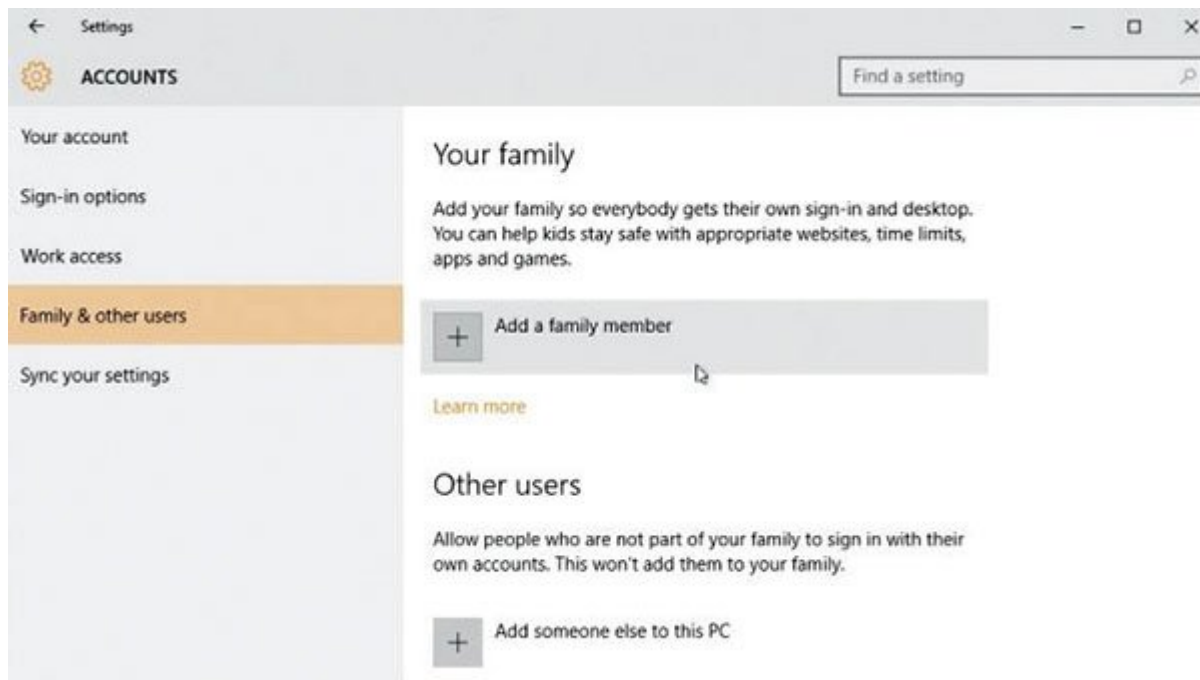 Settings
ACCOUNTS
Find a setting
Your account
Sign-in options
Work access
Family & other users
Sync your settings
Your family
Add your family so everybody gets their own sign-in and desktop.
You can help kids stay safe with appropriate websites, time limits,
apps and games.
Add a family member
Learn more
Other users
Allow people who are not part of your family to sign in with their
own accounts. This won't add them to your family.
Add someone else to this PC